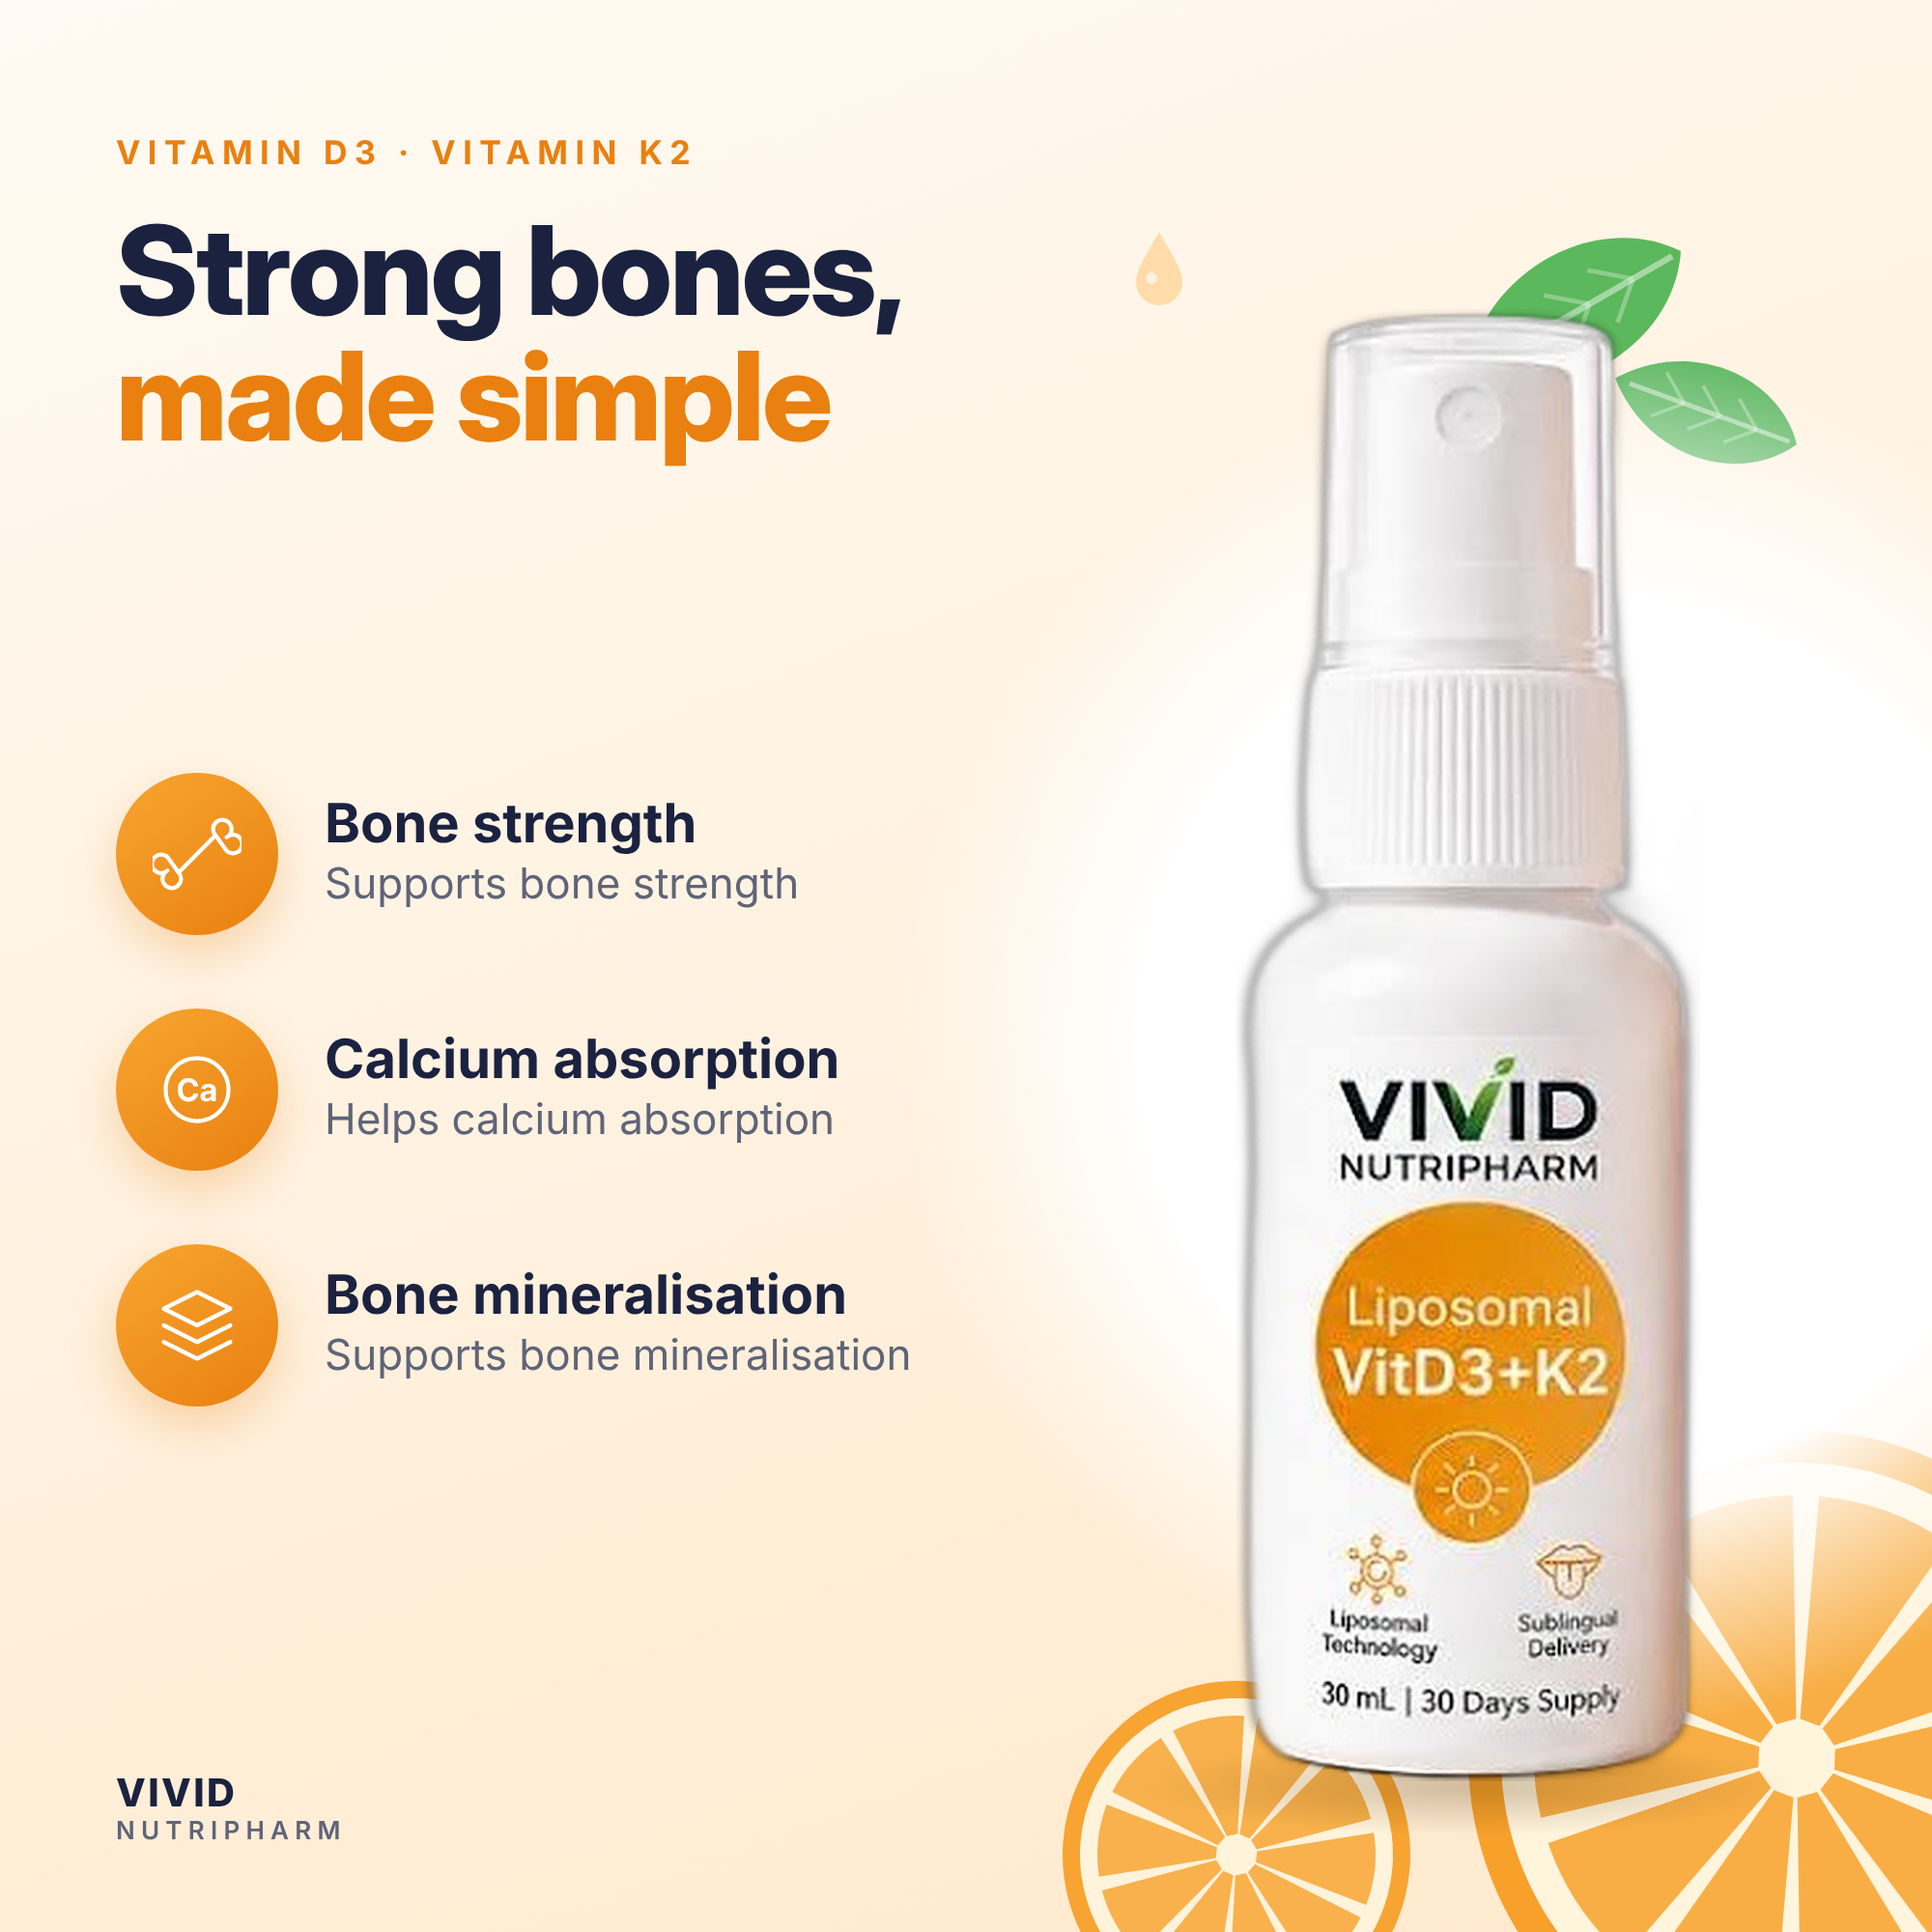 VITAMIN D3 · VITAMIN K2
Strong bones,
made simple
Bone strength
Supports bone strength
Ca
Calcium absorption
Helps calcium absorption
Bone mineralisation
Supports bone mineralisation
VIVID
NUTRIPHARM
VIVID
NUTRIPHARM
Liposomal
VitD3+K2
Liposomal
Technology
Sublingual
Delivery
30 mL | 30 Days Supply